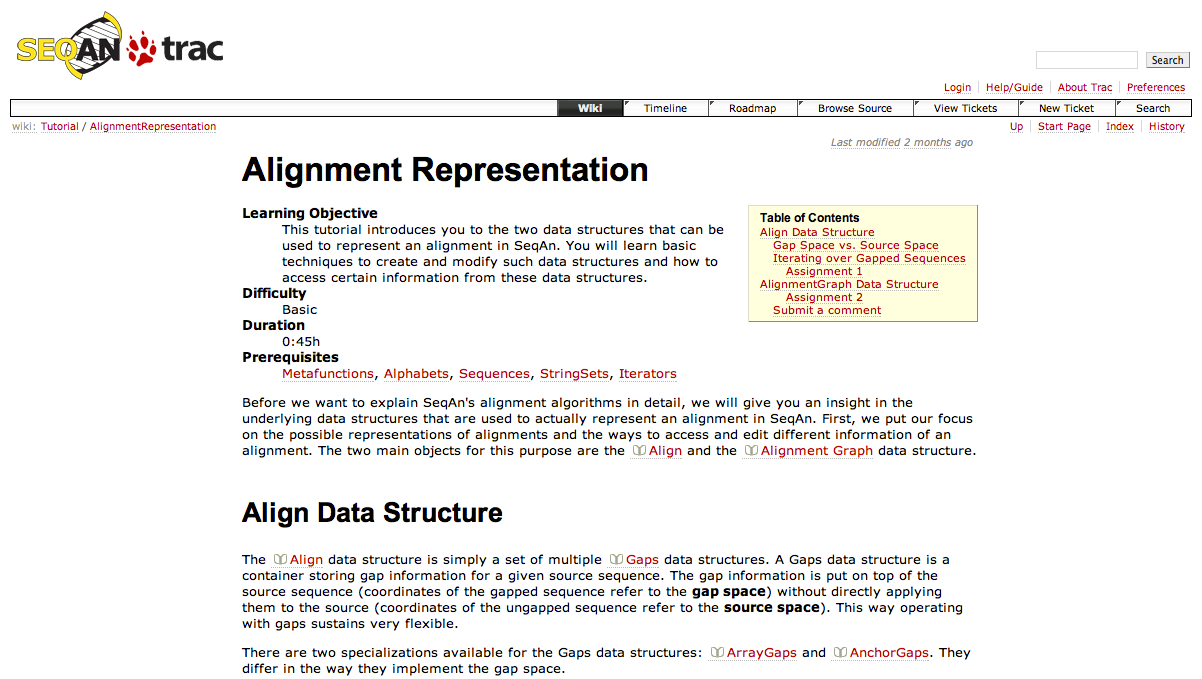 SEQAN trac
Search
Login Help/Guide About Trac Preferences
Wiki Timeline Roadmap Browse Source View Tickets New Ticket Search
wiki: Tutorial / AlignmentRepresentation
Up Start Page Index History
Last modified 2 months ago
Alignment Representation
Learning Objective
This tutorial introduces you to the two data structures that can be
used to represent an alignment in SeqAn. You will learn basic
techniques to create and modify such data structures and how to
access certain information from these data structures.
Difficulty
Basic
Duration
0:45h
Prerequisites
Metafunctions, Alphabets, Sequences, StringSets, Iterators
Table of Contents
Align Data Structure
Gap Space vs. Source Space
Iterating over Gapped Sequences
Assignment 1
AlignmentGraph Data Structure
Assignment 2
Submit a comment
Before we want to explain SeqAn's alignment algorithms in detail, we will give you an insight in the
underlying data structures that are used to actually represent an alignment in SeqAn. First, we put our focus
on the possible representations of alignments and the ways to access and edit different information of an
alignment. The two main objects for this purpose are the Align and the Alignment Graph data structure.
Align Data Structure
The Align data structure is simply a set of multiple Gaps data structures. A Gaps data structure is a
container storing gap information for a given source sequence. The gap information is put on top of the
source sequence (coordinates of the gapped sequence refer to the gap space) without directly applying
them to the source (coordinates of the ungapped sequence refer to the source space). This way operating
with gaps sustains very flexible.
There are two specializations available for the Gaps data structures: ArrayGaps and AnchorGaps. They
differ in the way they implement the gap space.